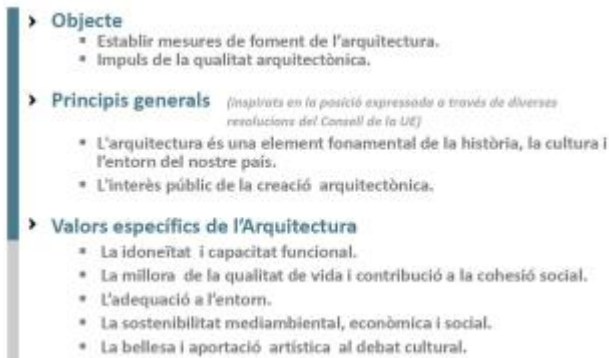 Objecte
Establir mesures de foment de l'arquitectura.
Impuls de la qualitat arquitectònica.
Principis generals (Inspirats en la posició expressada a través de diverses
resolucions del Consell de la UE)
L'arquitectura és una element fonamental de la història, la cultura i
l'entorn del nostre país.
L'interès públic de la creació arquitectònica.
Valors específics de l'Arquitectura
La idoneïtat i capacitat funcional.
La millora de la qualitat de vida i contribució a la cohesió social.
L'adequació a l'entorn.
La sostenibilitat mediambiental, econòmica i social.
La bellesa i aportació artística al debat cultural.